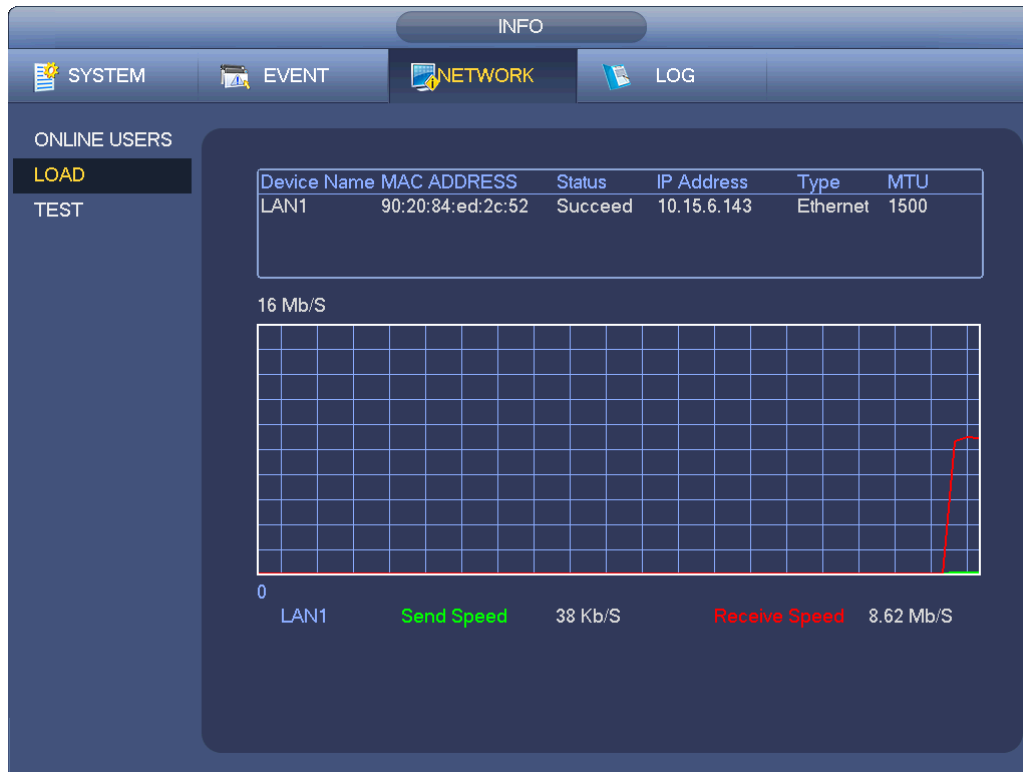 INFO
SYSTEM EVENT NETWORK LOG
ONLINE USERS
LOAD
TEST
Device Name MAC ADDRESS Status IP Address Type MTU
LAN1 90:20:84:ed:2c:52 Succeed 10.15.6.143 Ethernet 1500
16 Mb/S
0
LAN1 Send Speed 38 Kb/S Receive Speed 8.62 Mb/S